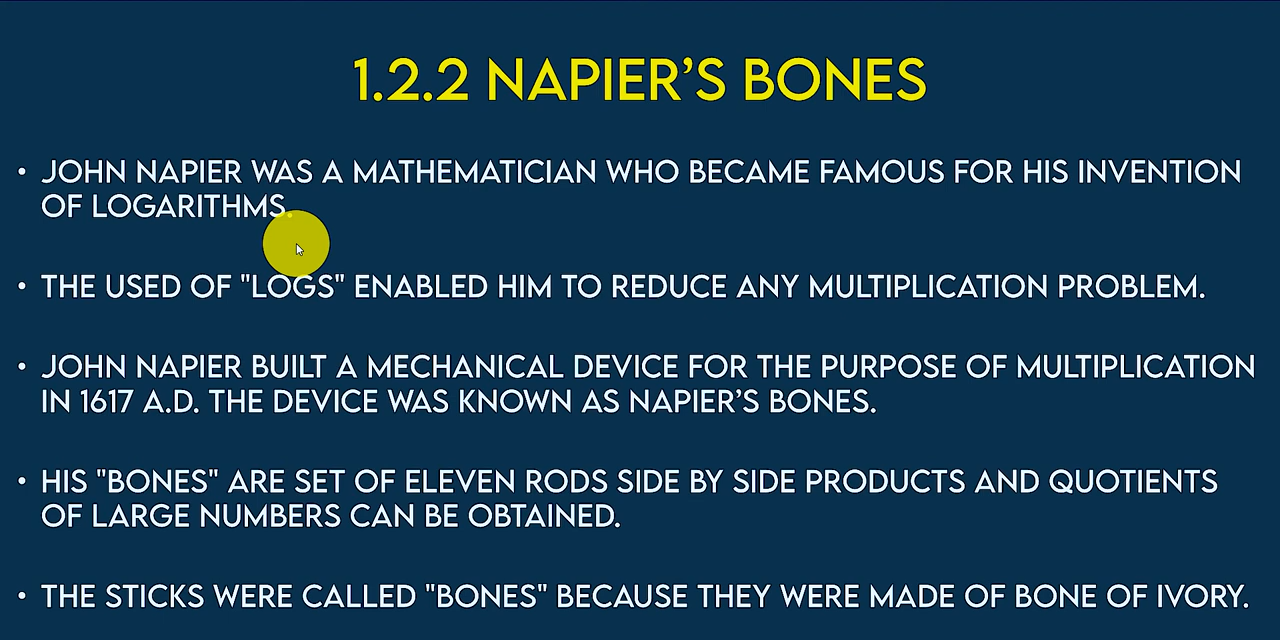 1.2.2 NAPIER'S BONES
• JOHN NAPIER WAS A MATHEMATICIAN WHO BECAME FAMOUS FOR HIS INVENTION
OF LOGARITHMS.
• THE USED OF "LOGS" ENABLED HIM TO REDUCE ANY MULTIPLICATION PROBLEM.
• JOHN NAPIER BUILT A MECHANICAL DEVICE FOR THE PURPOSE OF MULTIPLICATION
IN 1617 A.D. THE DEVICE WAS KNOWN AS NAPIER'S BONES.
• HIS "BONES" ARE SET OF ELEVEN RODS SIDE BY SIDE PRODUCTS AND QUOTIENTS
OF LARGE NUMBERS CAN BE OBTAINED.
• THE STICKS WERE CALLED "BONES" BECAUSE THEY WERE MADE OF BONE OF IVORY.